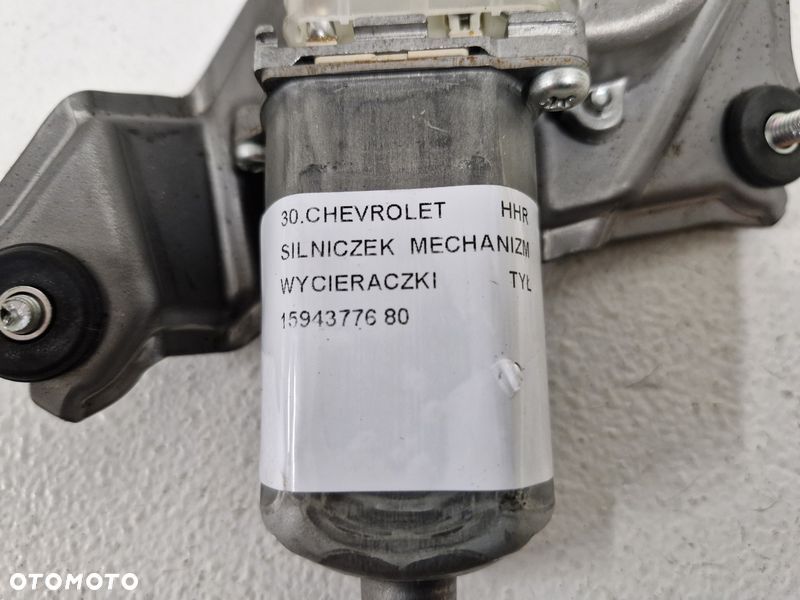 30.CHEVROLET HHR
SILNICZEK MECHANIZM
WYCIERACZKI TYŁ
15943776 80
OTOMOTO